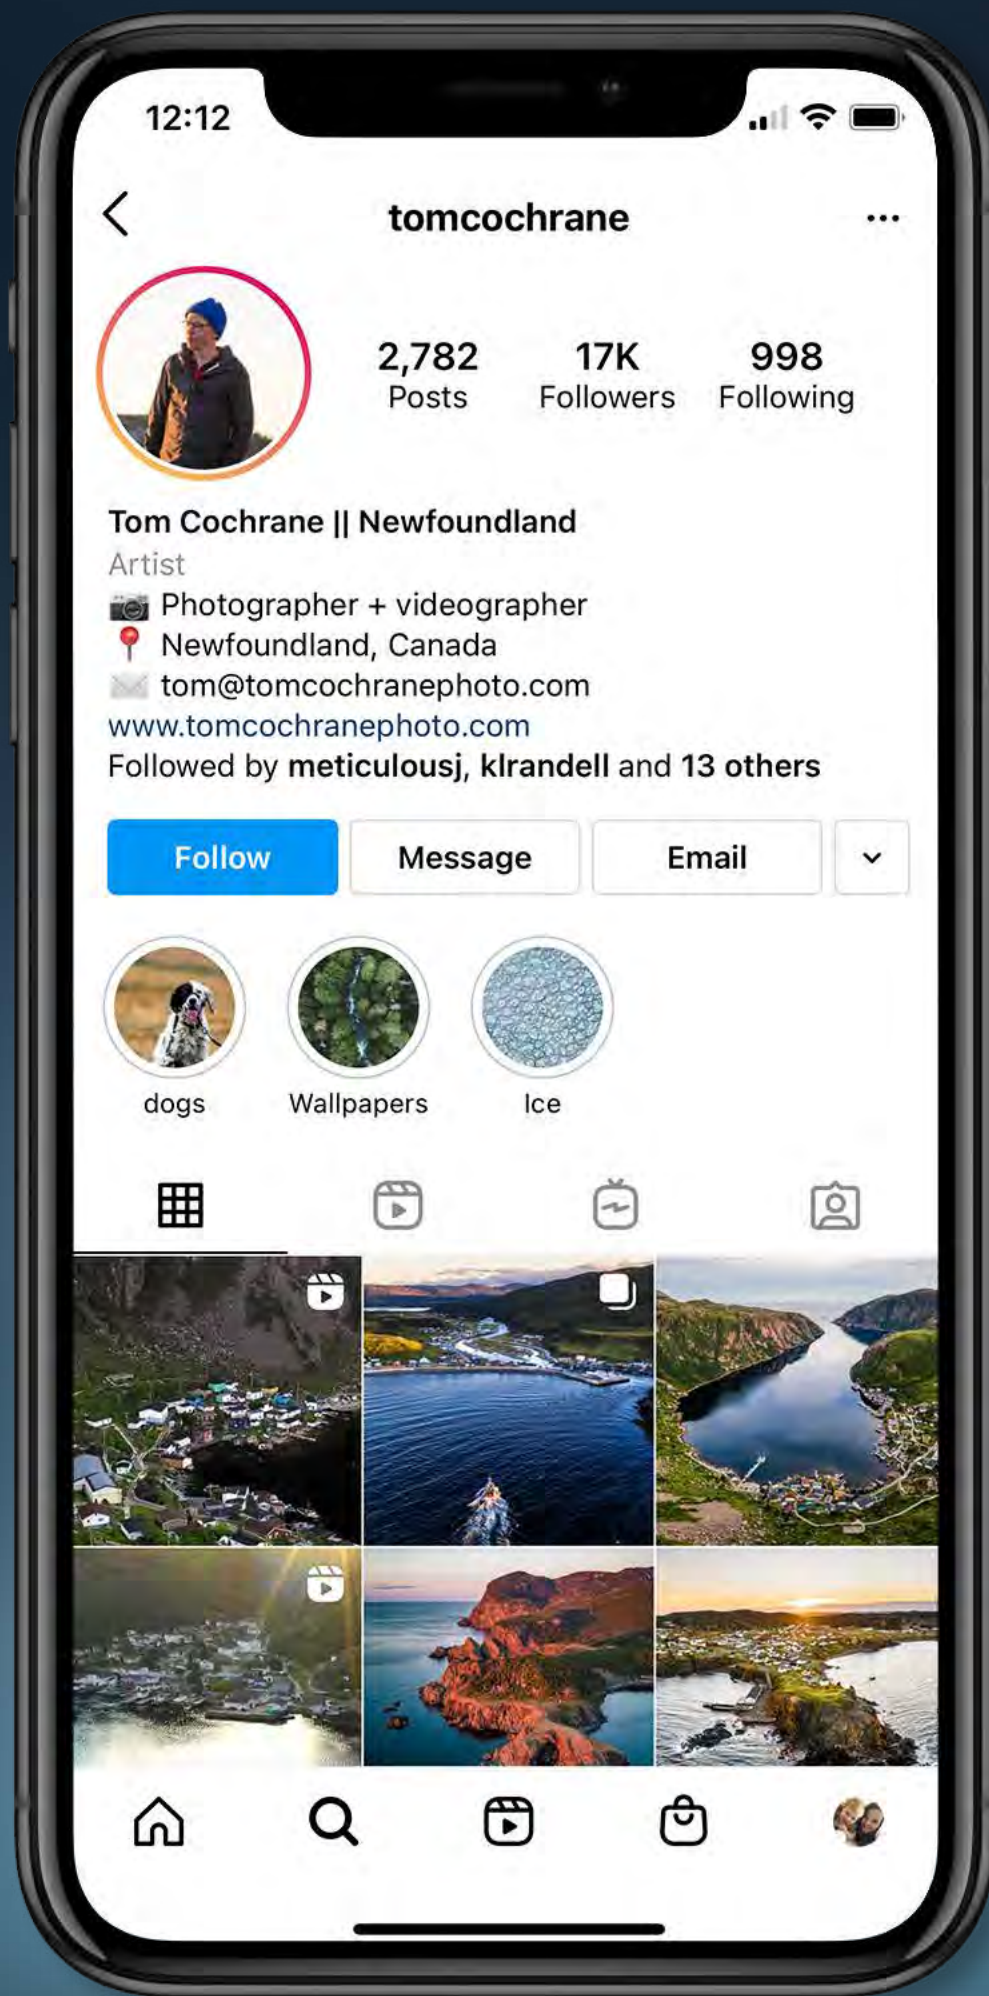 12:12
tomcochrane
2,782 17K 998
Posts Followers Following
Tom Cochrane || Newfoundland
Artist
Photographer + videographer
Newfoundland, Canada
tom@tomcochranephoto.com
www.tomcochranephoto.com
Followed by meticulousj, klrandell and 13 others
Follow Message Email
dogs Wallpapers Ice